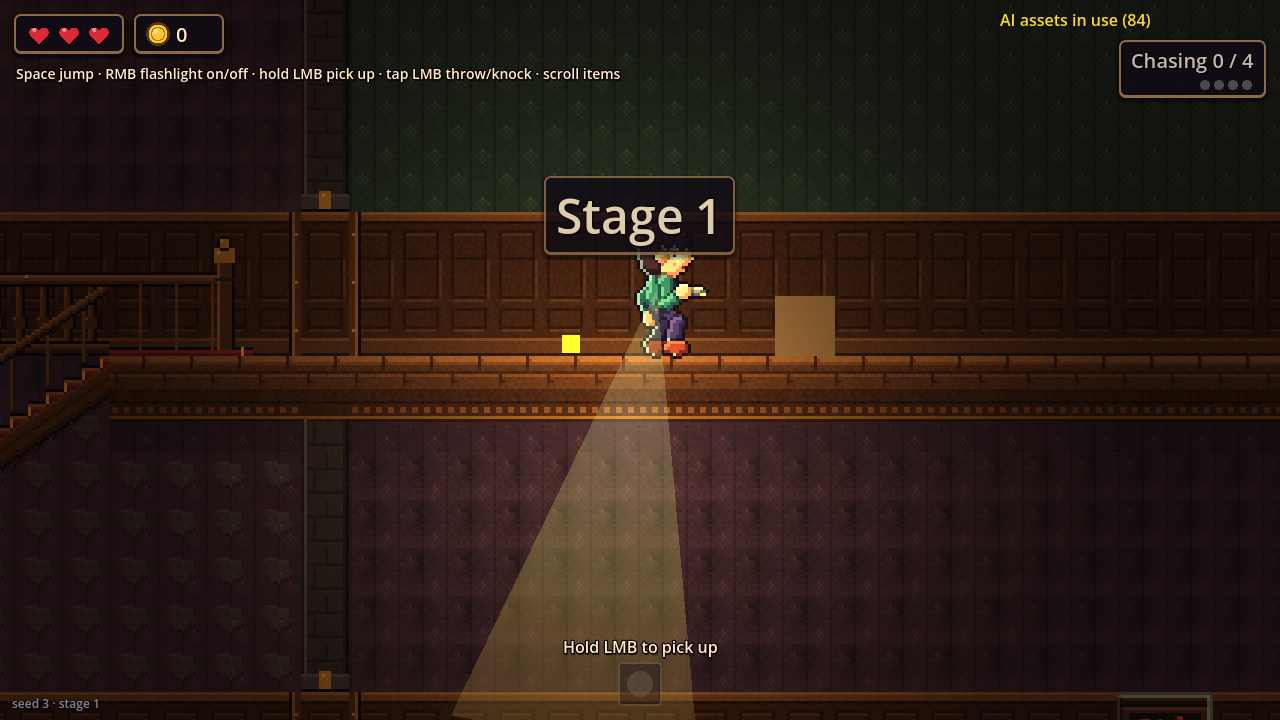 0
AI assets in use (84)
Chasing 0 / 4
Space jump · RMB flashlight on/off · hold LMB pick up · tap LMB throw/knock · scroll items
Stage 1
Hold LMB to pick up
seed 3 · stage 1